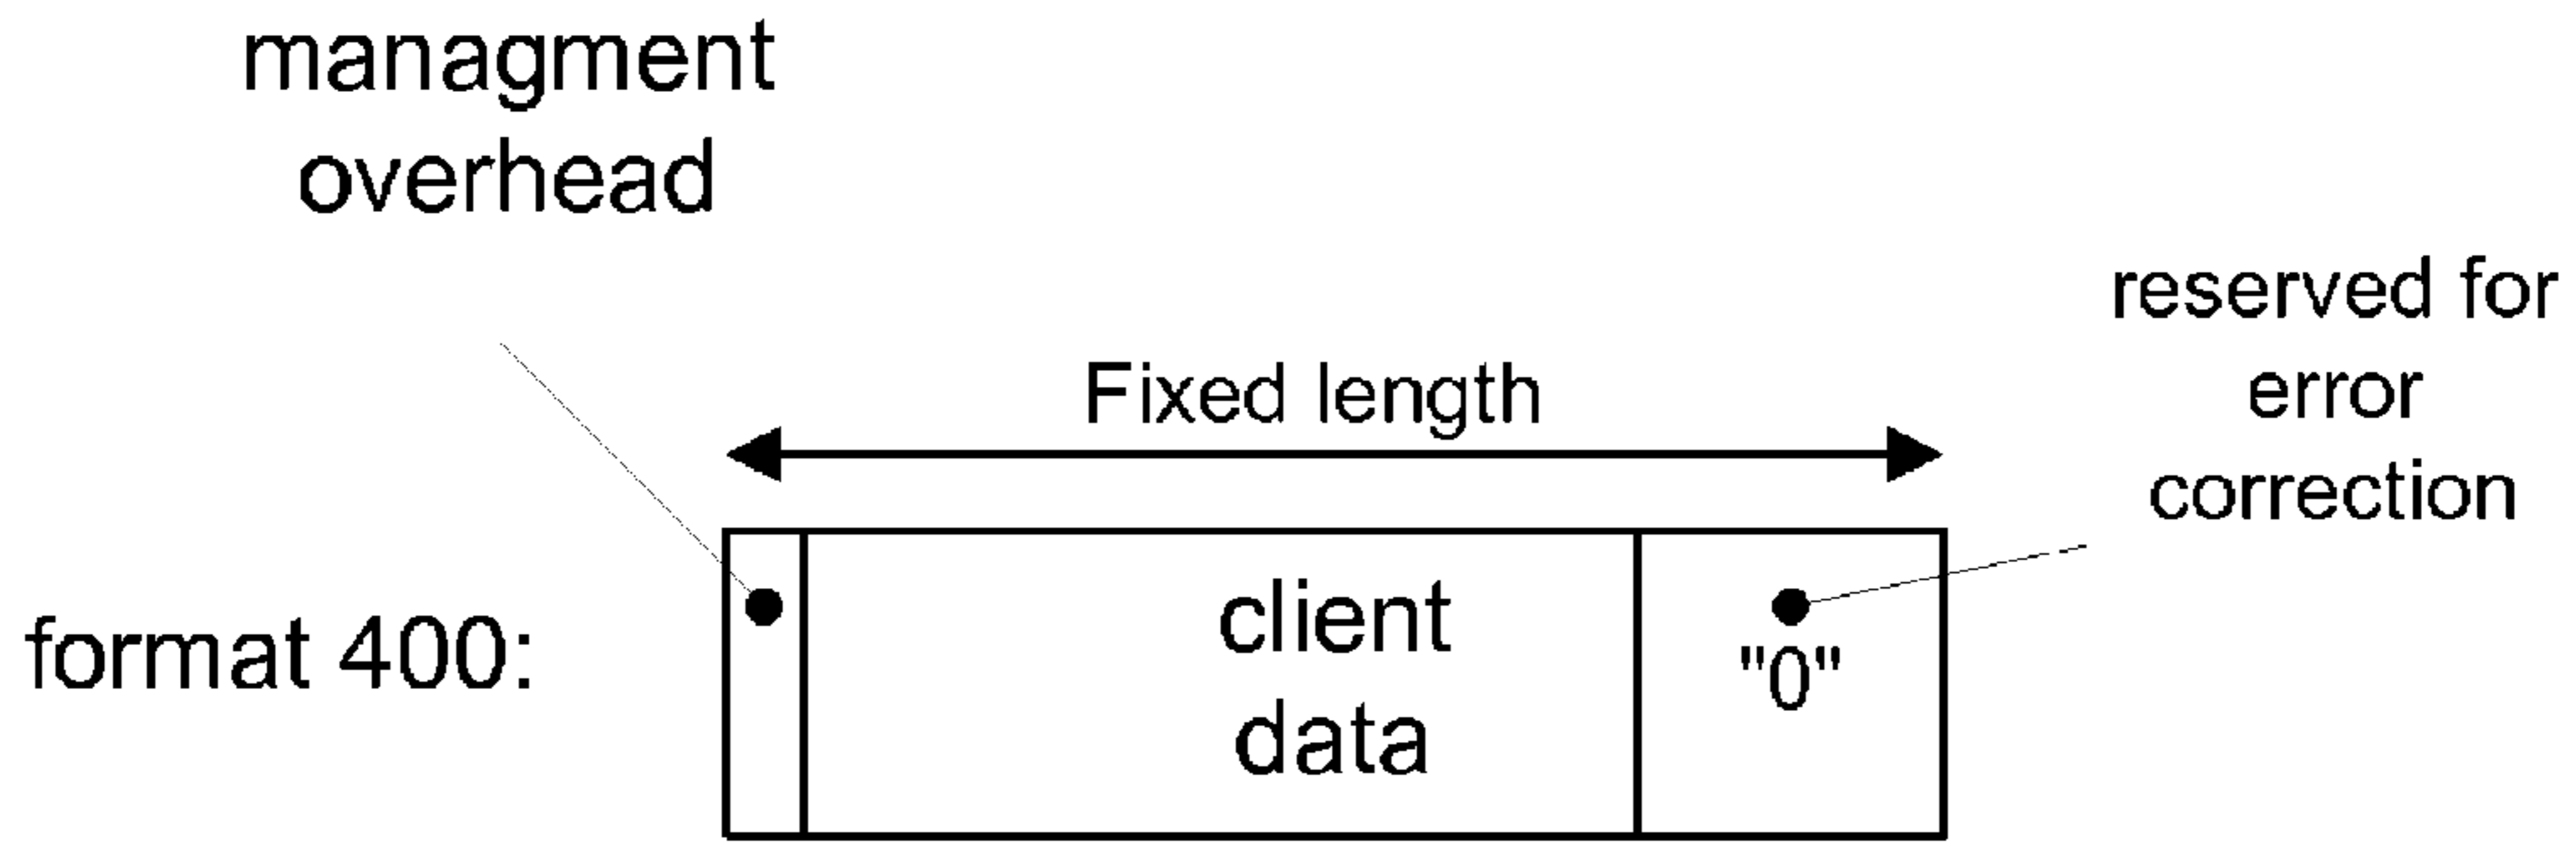 managment
overhead
Fixed length
reserved for
error
correction
format 400:
client
data
"0"